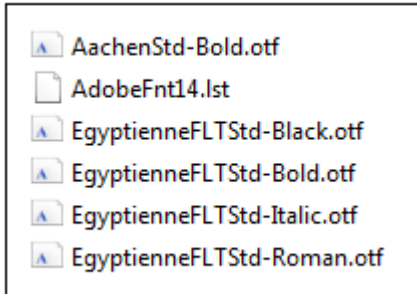 AachenStd-Bold.otf
AdobeFnt14.lst
EgyptienneFLTStd-Black.otf
EgyptienneFLTStd-Bold.otf
EgyptienneFLTStd-Italic.otf
EgyptienneFLTStd-Roman.otf